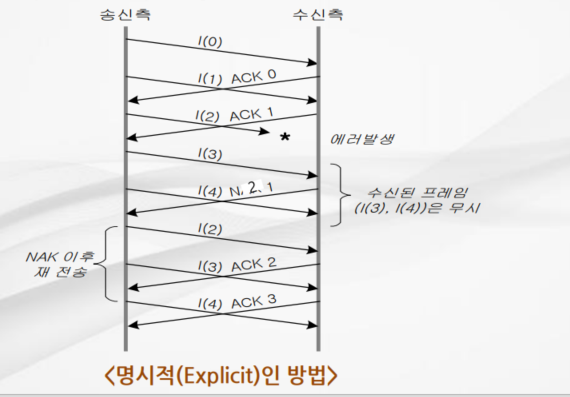 송신측 수신측
I(0)
I(1) ACK 0
I(2) ACK 1
*
에러발생
I(3)
I(4) N. 2. 1
수신된 프레임
(I(3), I(4))은 무시
I(2)
NAK 이후
재 전송
I(3) ACK 2
I(4) ACK 3
<명시적(Explicit)인 방법>